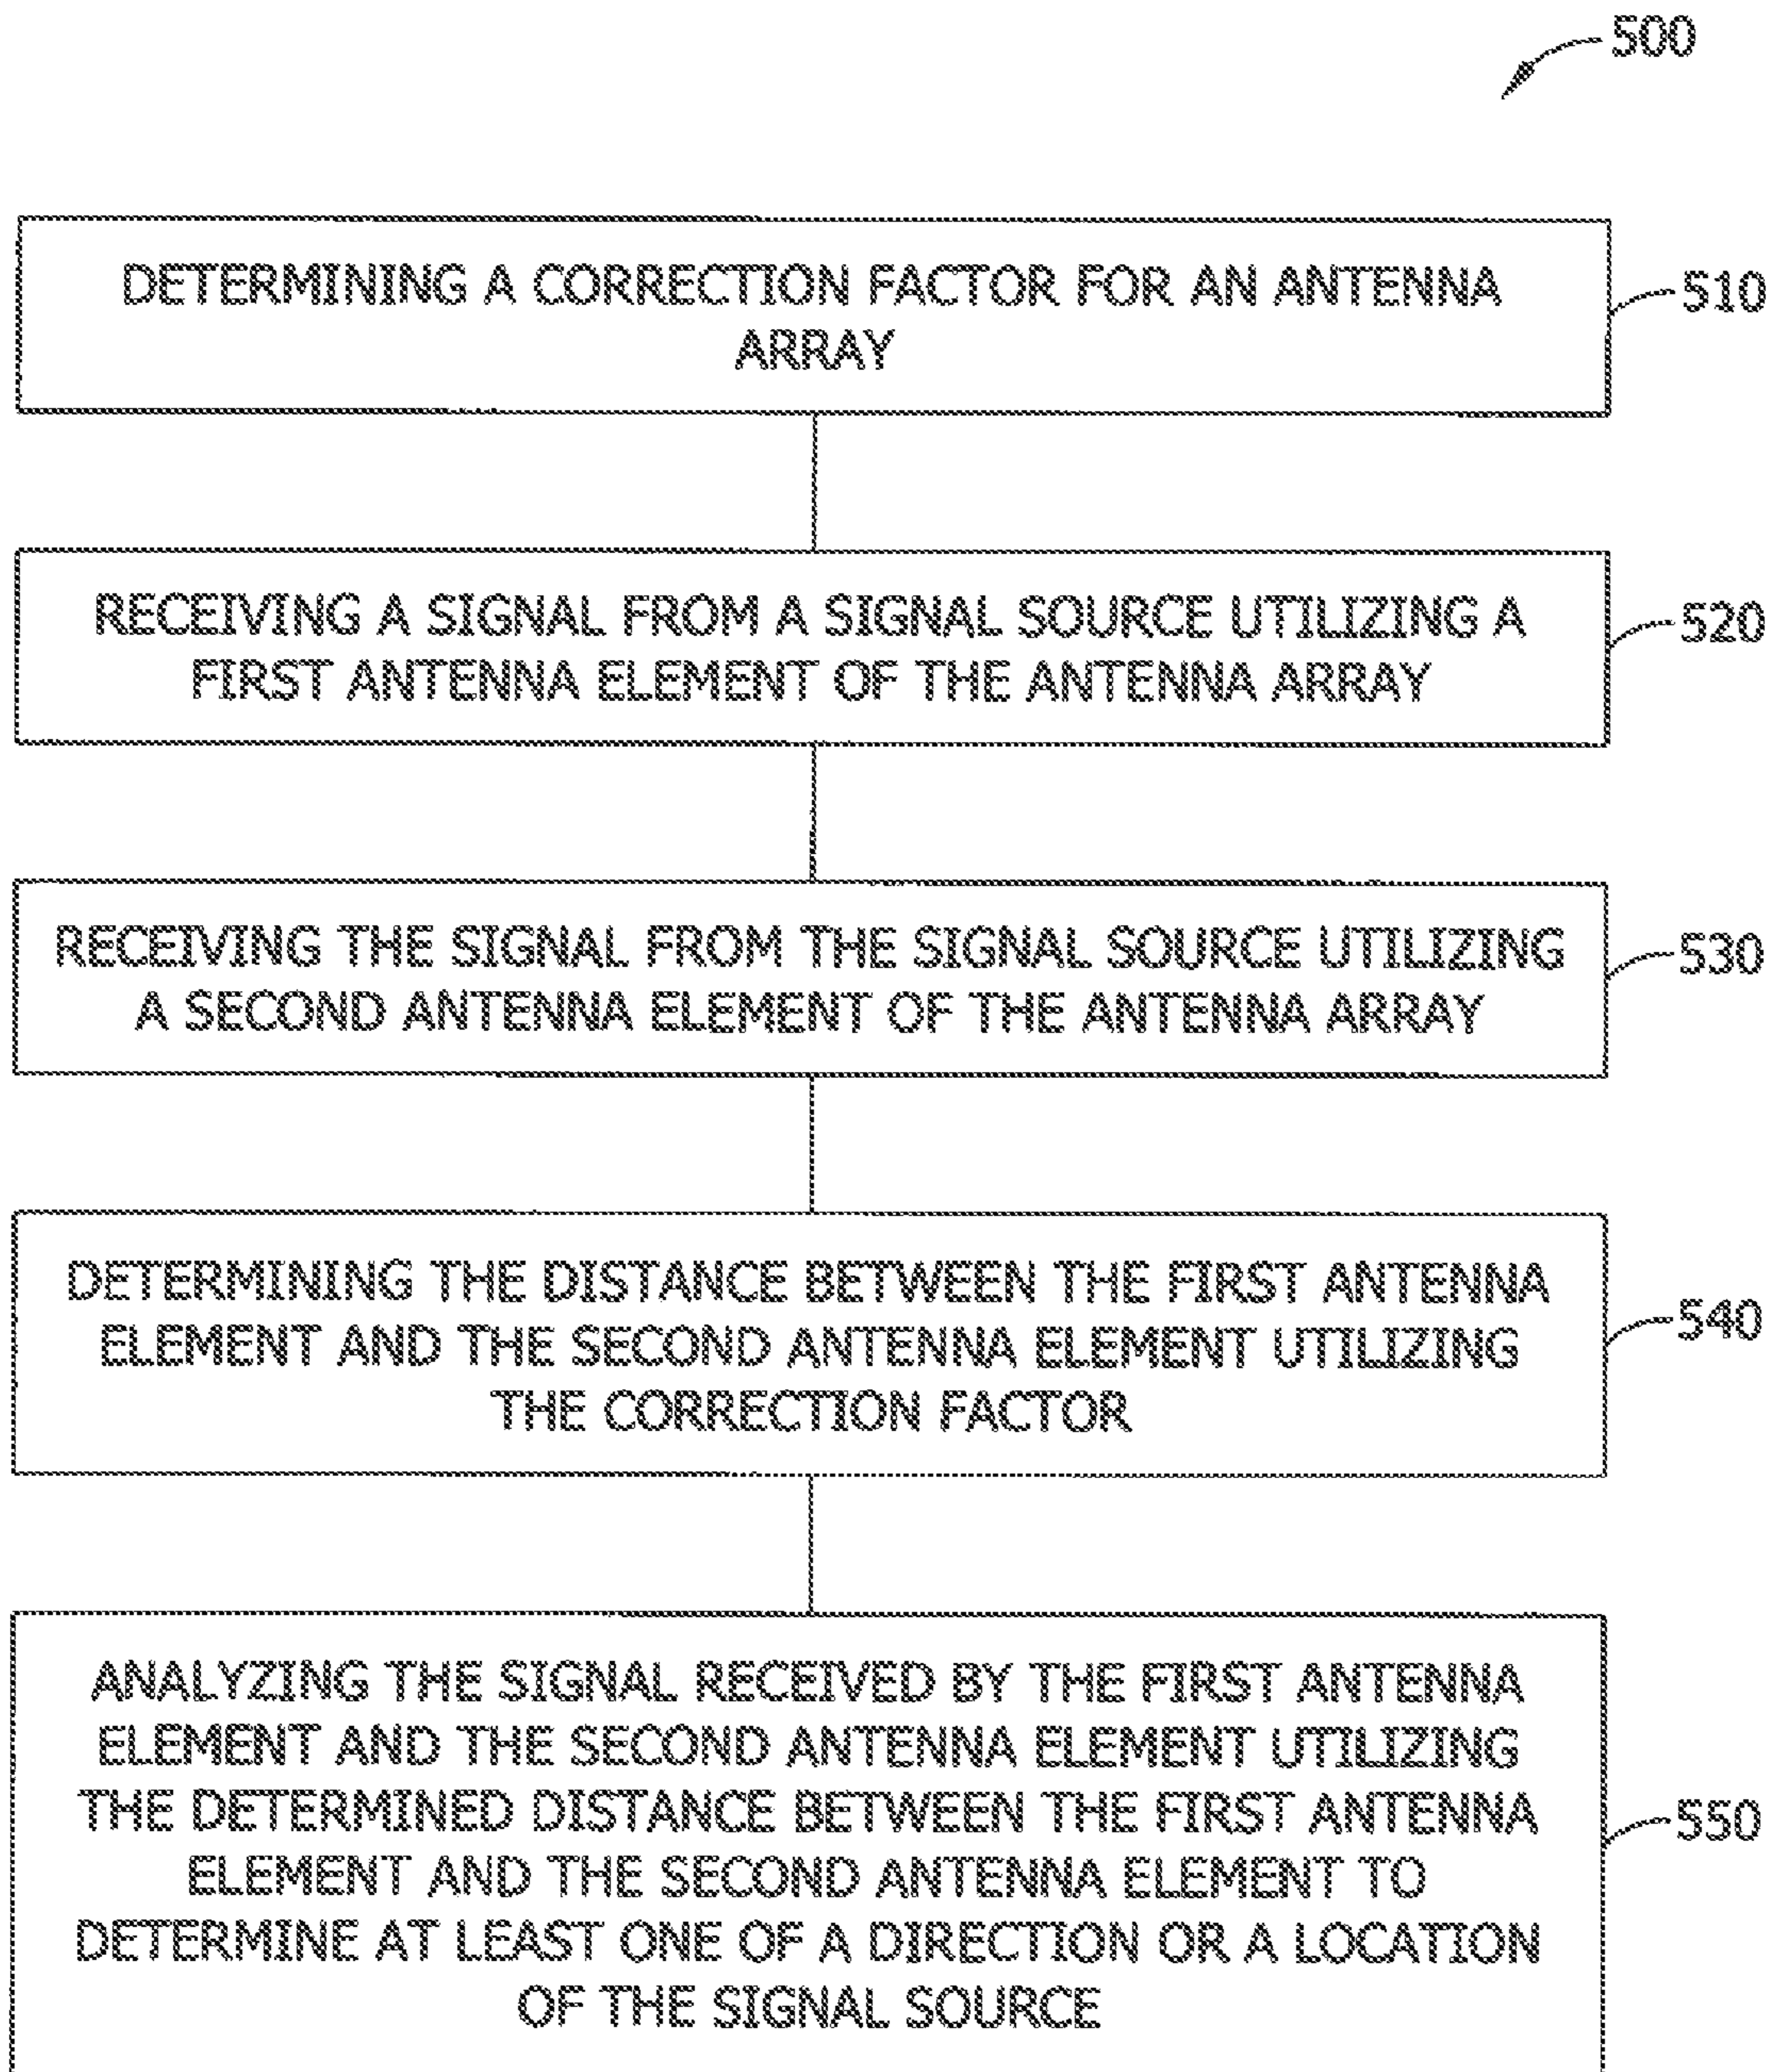 500
DETERMINING A CORRECTION FACTOR FOR AN ANTENNA
ARRAY
510
RECEIVING A SIGNAL FROM A SIGNAL SOURCE UTILIZING A
FIRST ANTENNA ELEMENT OF THE ANTENNA ARRAY
520
RECEIVING THE SIGNAL FROM THE SIGNAL SOURCE UTILIZING
A SECOND ANTENNA ELEMENT OF THE ANTENNA ARRAY
530
DETERMINING THE DISTANCE BETWEEN THE FIRST ANTENNA
ELEMENT AND THE SECOND ANTENNA ELEMENT UTILIZING
THE CORRECTION FACTOR
540
ANALYZING THE SIGNAL RECEIVED BY THE FIRST ANTENNA
ELEMENT AND THE SECOND ANTENNA ELEMENT UTILIZING
THE DETERMINED DISTANCE BETWEEN THE FIRST ANTENNA
ELEMENT AND THE SECOND ANTENNA ELEMENT TO
DETERMINE AT LEAST ONE OF A DIRECTION OR A LOCATION
OF THE SIGNAL SOURCE
550